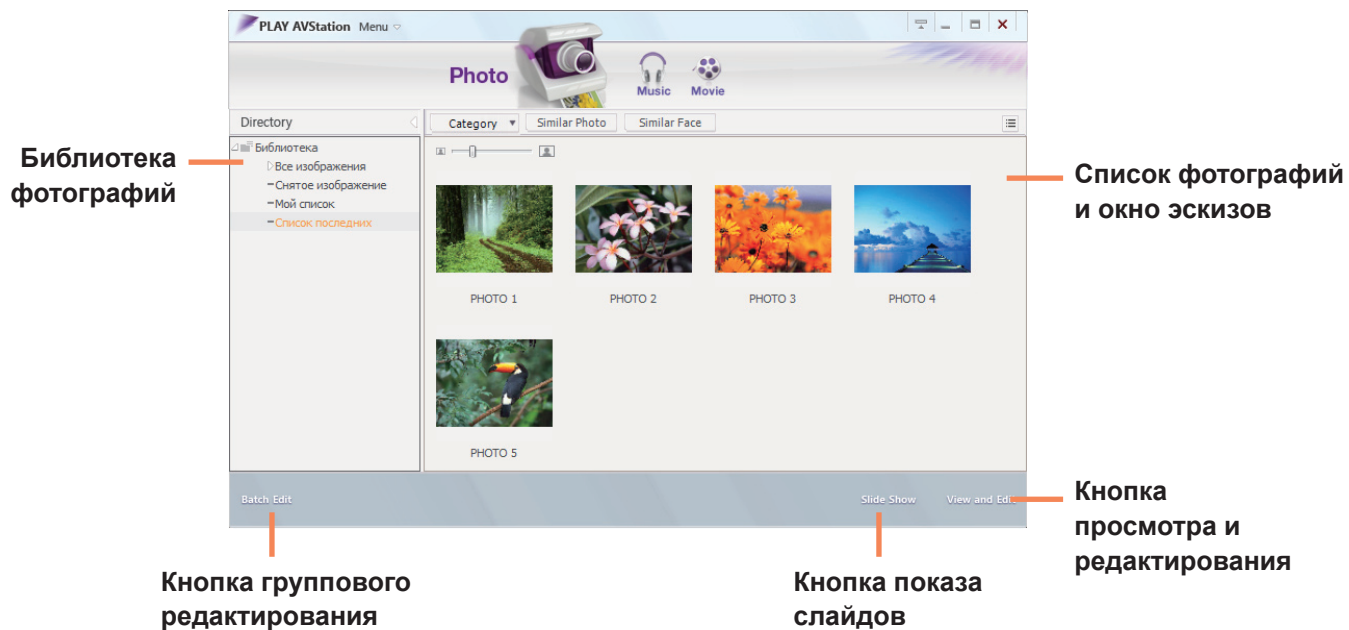 PLAY AVStation Menu
Photo
Music
Movie
Directory
Category
Similar Photo
Similar Face
Библиотека
Все изображения
Снятое изображение
Мой список
Список последних
PHOTO 1
PHOTO 2
PHOTO 3
PHOTO 4
PHOTO 5
Batch Edit
Slide Show
View and Edit
Библиотека
фотографий
Список фотографий
и окно эскизов
Кнопка
просмотра и
редактирования
Кнопка группового
редактирования
Кнопка показа
слайдов